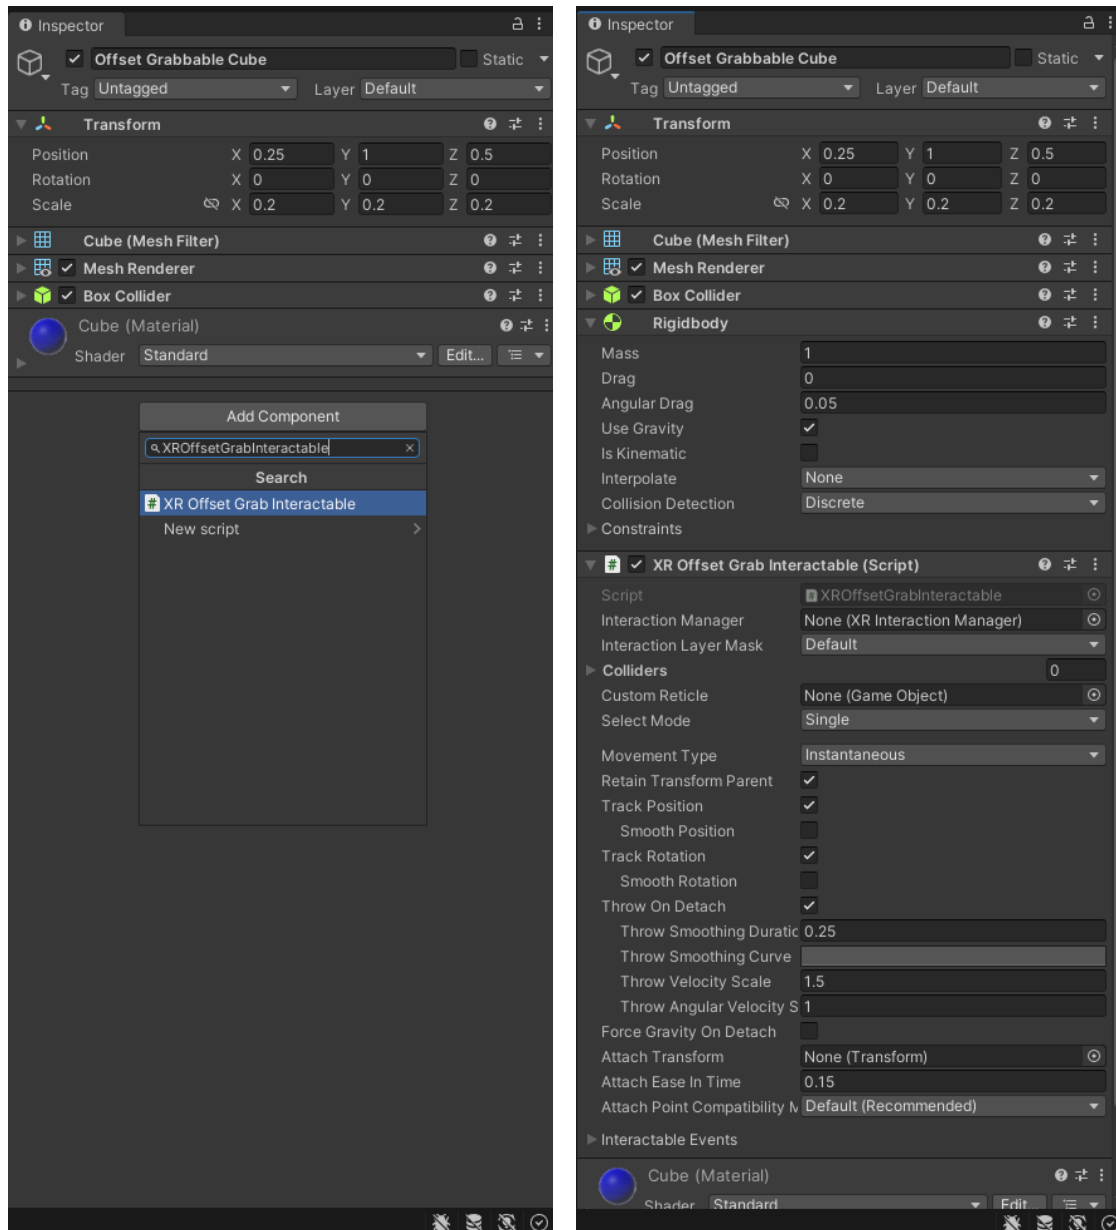 Inspector
Offset Grabbable Cube Static
Tag Untagged Layer Default
Transform
Position X 0.25 Y 1 Z 0.5
Rotation X 0 Y 0 Z 0
Scale X 0.2 Y 0.2 Z 0.2
Cube (Mesh Filter)
Mesh Renderer
Box Collider
Cube (Material)
Shader Standard Edit...
Add Component
XROffsetGrabInteractable
Search
XR Offset Grab Interactable
New script
Inspector
Offset Grabbable Cube Static
Tag Untagged Layer Default
Transform
Position X 0.25 Y 1 Z 0.5
Rotation X 0 Y 0 Z 0
Scale X 0.2 Y 0.2 Z 0.2
Cube (Mesh Filter)
Mesh Renderer
Box Collider
Rigidbody
Mass 1
Drag 0
Angular Drag 0.05
Use Gravity
Is Kinematic
Interpolate None
Collision Detection Discrete
Constraints
XR Offset Grab Interactable (Script)
Script XROffsetGrabInteractable
Interaction Manager None (XR Interaction Manager)
Interaction Layer Mask Default
Colliders 0
Custom Reticle None (Game Object)
Select Mode Single
Movement Type Instantaneous
Retain Transform Parent
Track Position
Smooth Position
Track Rotation
Smooth Rotation
Throw On Detach
Throw Smoothing Duratic 0.25
Throw Smoothing Curve
Throw Velocity Scale 1.5
Throw Angular Velocity S 1
Force Gravity On Detach
Attach Transform None (Transform)
Attach Ease In Time 0.15
Attach Point Compatibility M Default (Recommended)
Interactable Events
Cube (Material)
Shader Standard Edit...